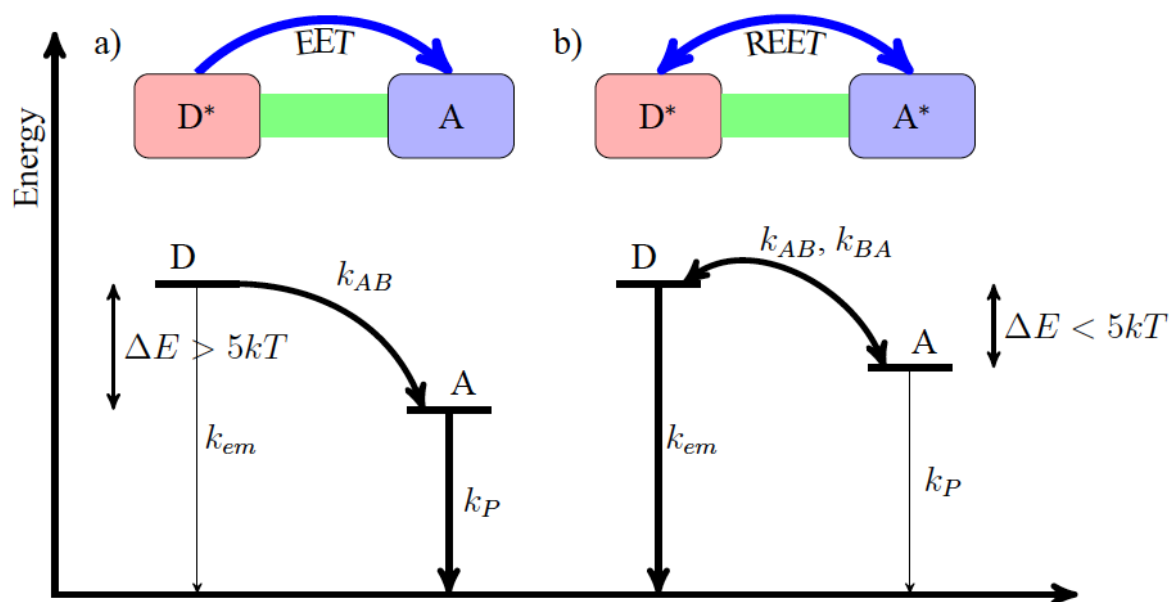 a)
EET
D*
A
b)
REET
D*
A*
Energy
D
k_{AB}
ΔE > 5kT
A
k_{em}
k_P
D
k_{AB}, k_{BA}
ΔE < 5kT
A
k_{em}
k_P